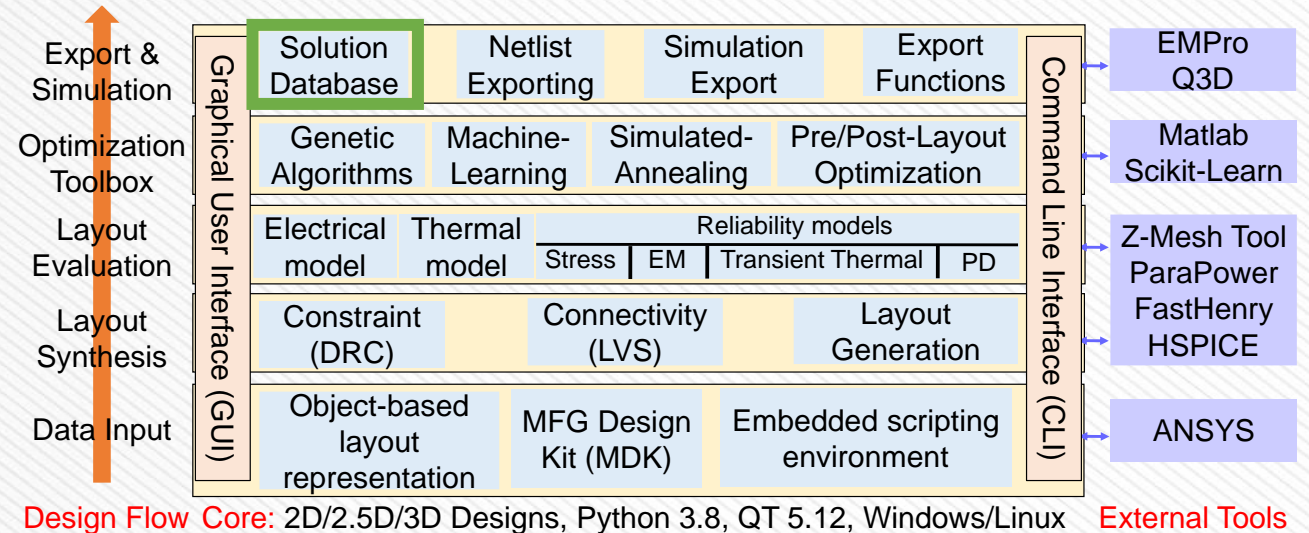 Export &
Simulation
Solution
Database
Netlist
Exporting
Simulation
Export
Export
Functions
EMPro
Q3D
Optimization
Toolbox
Genetic
Algorithms
Machine-
Learning
Simulated-
Annealing
Pre/Post-Layout
Optimization
Matlab
Scikit-Learn
Layout
Evaluation
Electrical
model
Thermal
model
Reliability models
Stress
EM
Transient Thermal
PD
Z-Mesh Tool
ParaPower
FastHenry
HSPICE
Layout
Synthesis
Constraint
(DRC)
Connectivity
(LVS)
Layout
Generation
Data Input
Object-based
layout
representation
MFG Design
Kit (MDK)
Embedded scripting
environment
ANSYS
Graphical User Interface (GUI)
Command Line Interface (CLI)
Design Flow Core: 2D/2.5D/3D Designs, Python 3.8, QT 5.12, Windows/Linux
External Tools